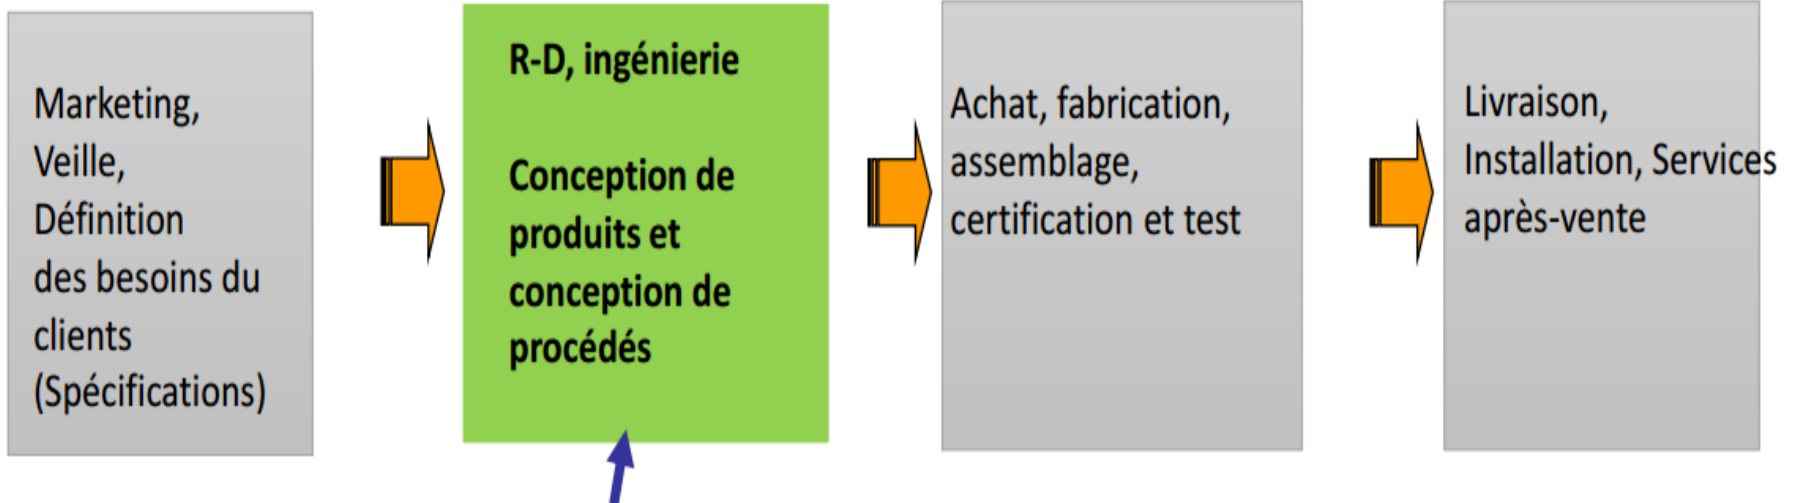 Marketing,
Veille,
Définition
des besoins du
clients
(Spécifications)
R-D, ingénierie
Conception de
produits et
conception de
procédés
Achat, fabrication,
assemblage,
certification et test
Livraison,
Installation, Services
après-vente